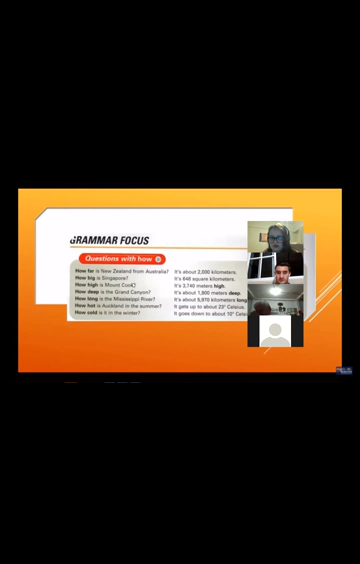 GRAMMAR FOCUS
Questions with how
How far is New Zealand from Australia? It's about 2,000 kilometers.
How big is Singapore? It's 648 square kilometers.
How high is Mount Cook? It's 3,740 meters high.
How deep is the Grand Canyon? It's about 1,900 meters deep.
How long is the Mississippi River? It's about 5,970 kilometers long
How hot is Auckland in the summer? It gets up to about 23° Celsius.
How cold is it in the winter? It goes down to about 10° Celsius